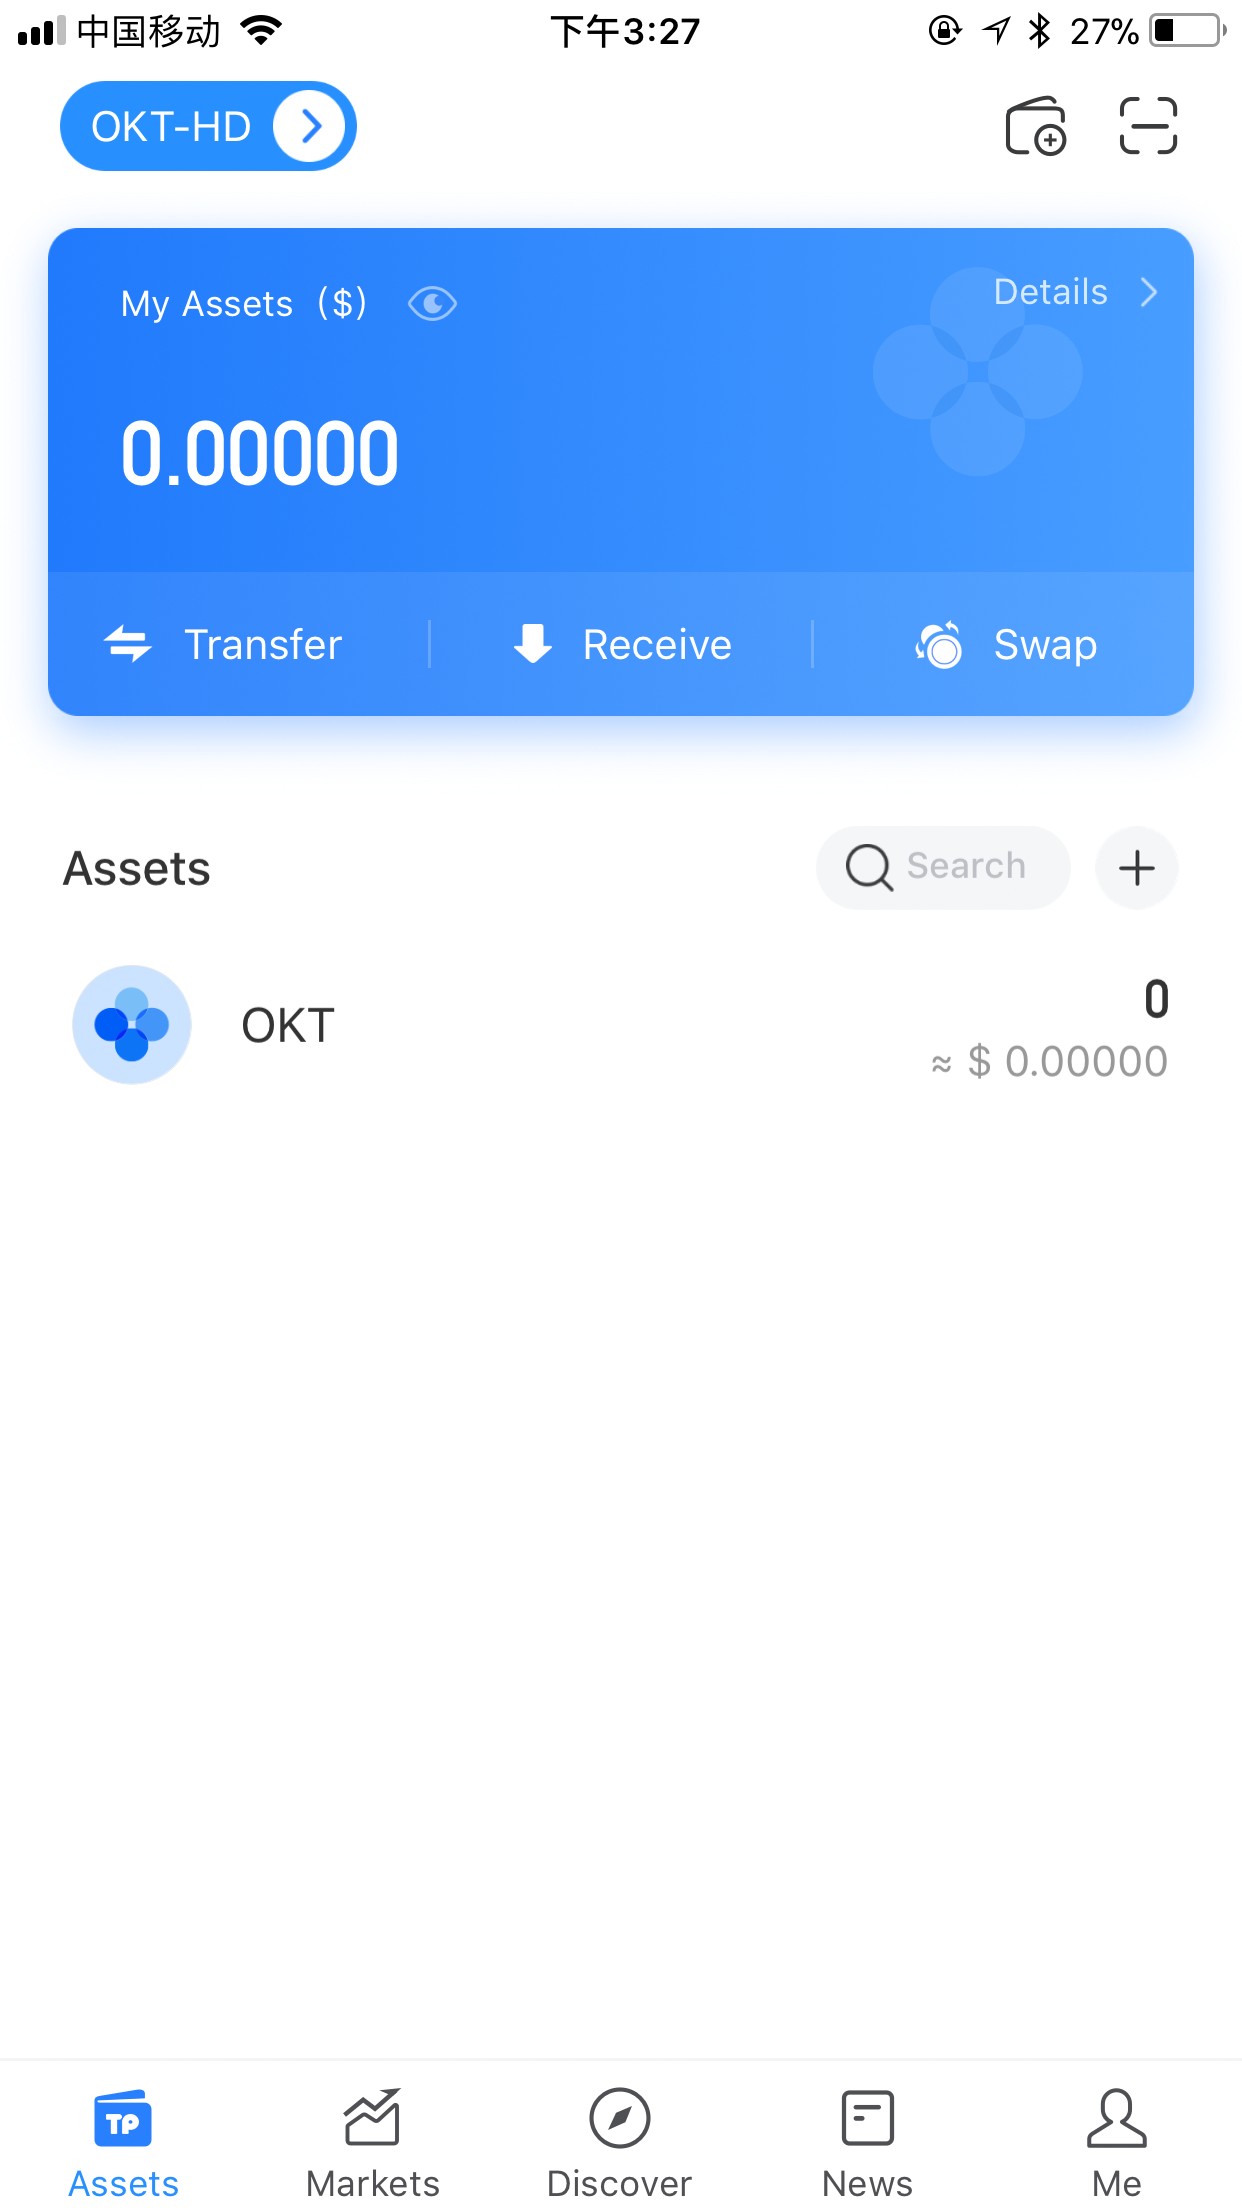 中国移动 下午3:27 27%
OKT-HD
My Assets ($) Details
0.00000
Transfer Receive Swap
Assets Search
OKT 0
≈ $ 0.00000
TP
Assets Markets Discover News Me